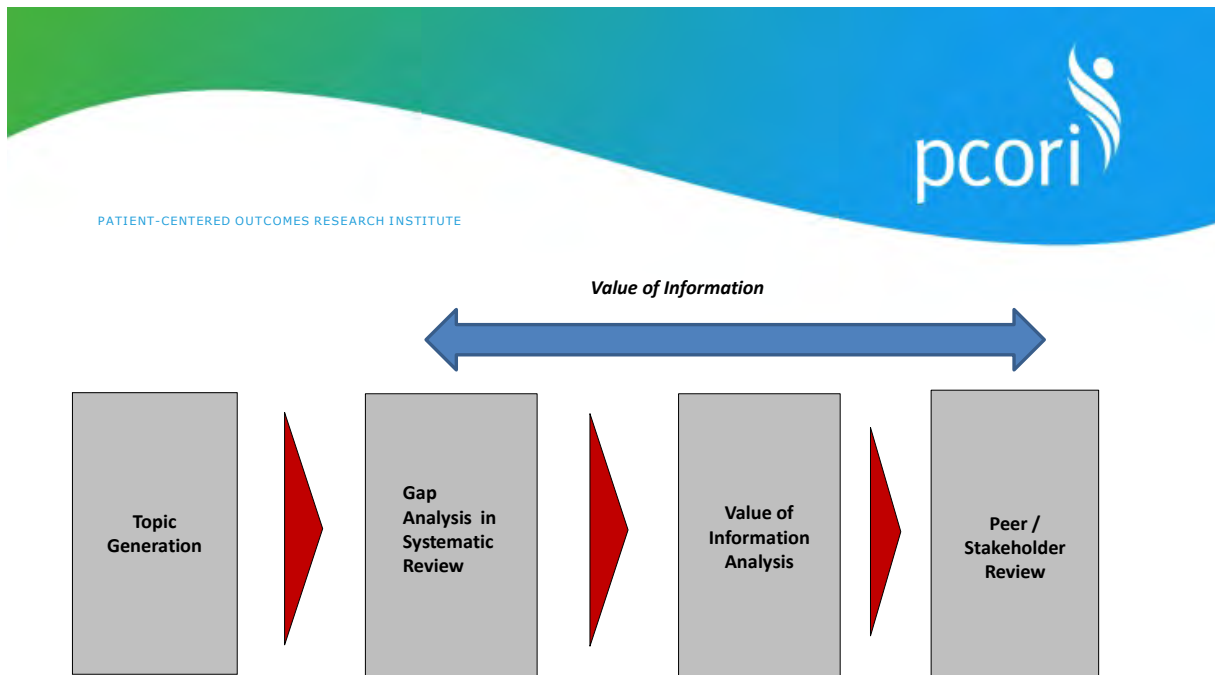 pcori
PATIENT-CENTERED OUTCOMES RESEARCH INSTITUTE
Value of Information
Topic
Generation
Gap
Analysis in
Systematic
Review
Value of
Information
Analysis
Peer /
Stakeholder
Review